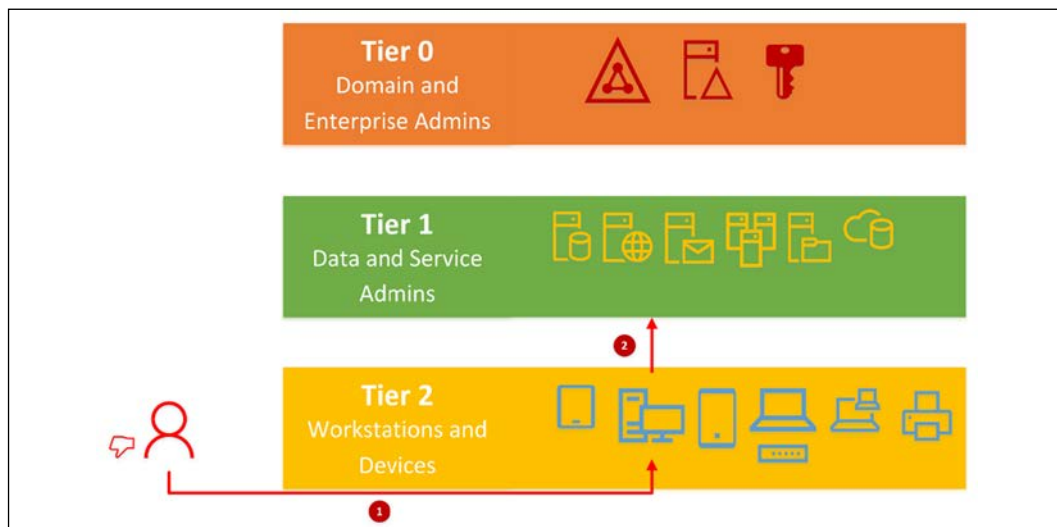 Tier 0
Domain and
Enterprise Admins
Tier 1
Data and Service
Admins
2
Tier 2
Workstations and
Devices
1